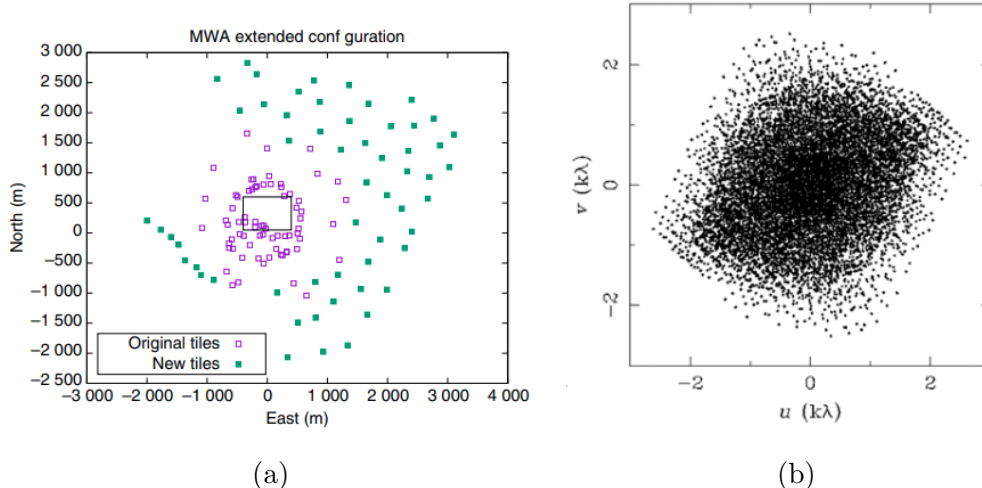 MWA extended conf guration
3 000
2 500
2 000
1 500
1 000
500
0
−500
−1 000
−1 500
−2 000
−2 500
North (m)
Original tiles
New tiles
−3 000 −2 000 −1 000 0 1 000 2 000 3 000 4 000
East (m)
(a)
2
0
−2
v (kλ)
−2 0 2
u (kλ)
(b)